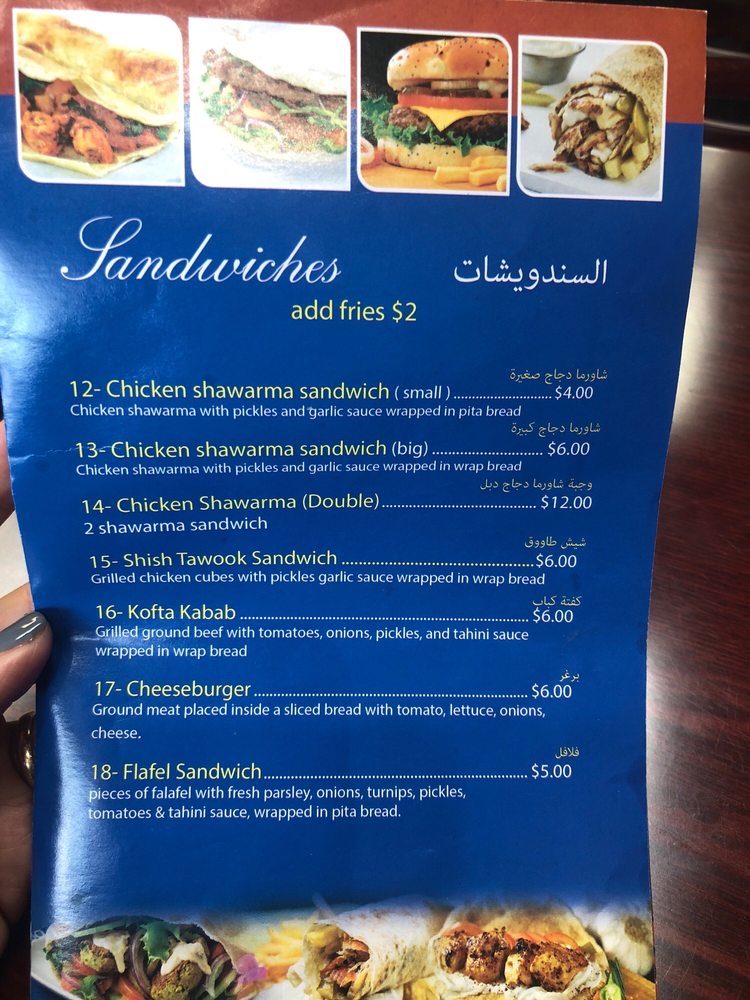 Sandwiches السندويشات
add fries $2
شاورما دجاج صغيرة
12- Chicken shawarma sandwich ( small ).........................$4.00
Chicken shawarma with pickles and garlic sauce wrapped in pita bread
شاورما دجاج كبيرة
13- Chicken shawarma sandwich (big) ............................ $6.00
Chicken shawarma with pickles and garlic sauce wrapped in wrap bread
وجبة شاورما دجاج دبل
14- Chicken Shawarma (Double)....................................... $12.00
2 shawarma sandwich
شيش طاووق
15- Shish Tawook Sandwich ................................................$6.00
Grilled chicken cubes with pickles garlic sauce wrapped in wrap bread
كفتة كباب
16- Kofta Kabab ......................................................................... $6.00
Grilled ground beef with tomatoes, onions, pickles, and tahini sauce
wrapped in wrap bread
برغر
17- Cheeseburger .................................................................... $6.00
Ground meat placed inside a sliced bread with tomato, lettuce, onions,
cheese.
فلافل
18- Flafel Sandwich.................................................................. $5.00
pieces of falafel with fresh parsley, onions, turnips, pickles,
tomatoes & tahini sauce, wrapped in pita bread.